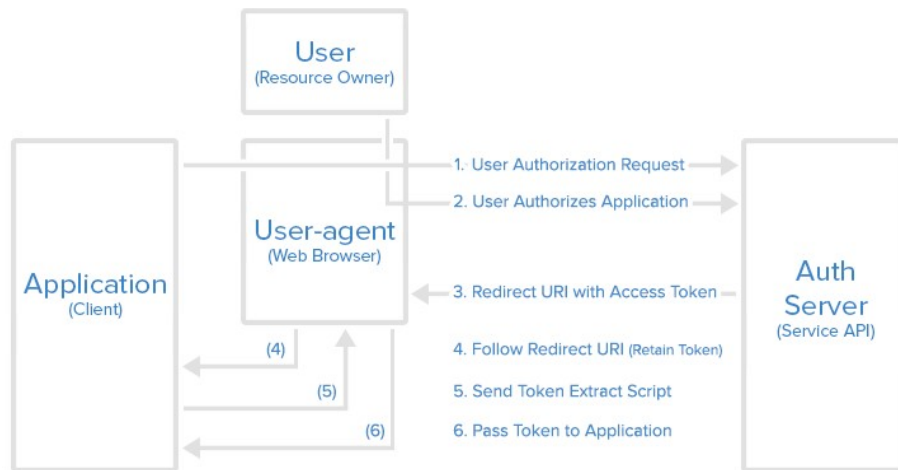 User
(Resource Owner)
1. User Authorization Request
2. User Authorizes Application
User-agent
(Web Browser)
Application
(Client)
Auth
Server
(Service API)
3. Redirect URI with Access Token
(4)
4. Follow Redirect URI (Retain Token)
(5)
5. Send Token Extract Script
(6)
6. Pass Token to Application